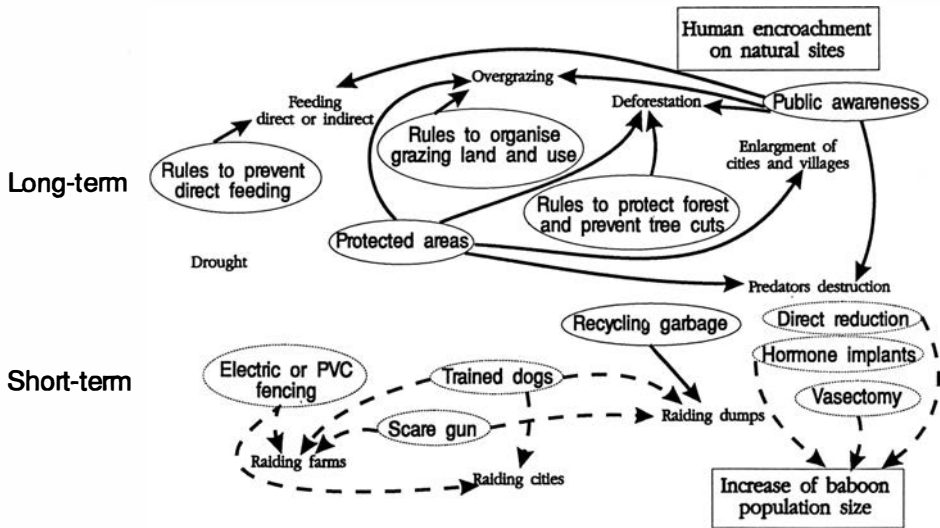 Human encroachment
on natural sites
Overgrazing
Feeding
direct or indirect
Deforestation
Public awareness
Rules to organise
grazing land and use
Enlargment of
cities and villages
Rules to prevent
direct feeding
Long-term
Rules to protect forest
and prevent tree cuts
Protected areas
Drought
Predators destruction
Recycling garbage
Direct reduction
Hormone implants
Short-term
Electric or PVC
fencing
Trained dogs
Vasectomy
Raiding dumps
Scare gun
Raiding farms
Raiding cities
Increase of baboon
population size